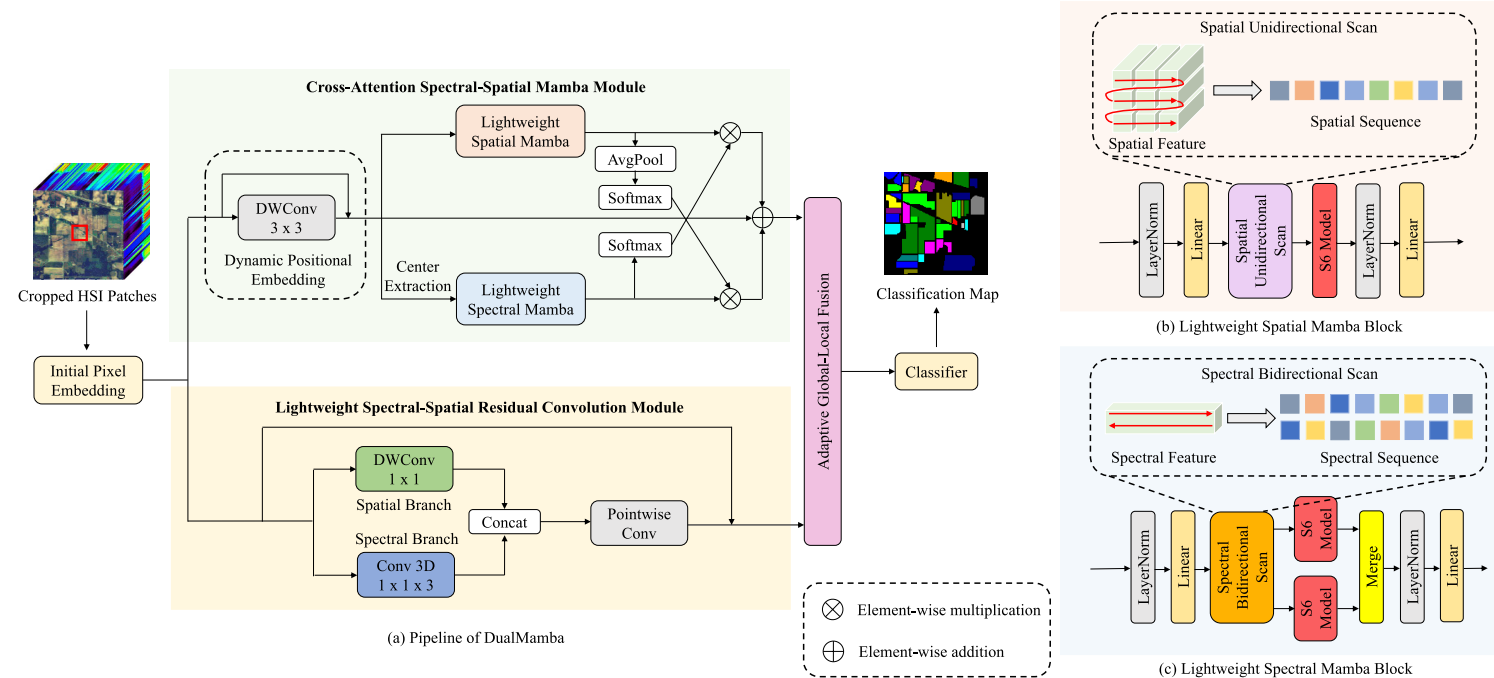 Cross-Attention Spectral-Spatial Mamba Module
Lightweight
Spatial Mamba
AvgPool
Softmax
DWConv
3 x 3
Dynamic Positional
Embedding
Softmax
Center
Extraction
Lightweight
Spectral Mamba
Cropped HSI Patches
Initial Pixel
Embedding
Lightweight Spectral-Spatial Residual Convolution Module
DWConv
1 x 1
Spatial Branch
Spectral Branch
Conv 3D
1 x 1 x 3
Concat
Pointwise
Conv
Adaptive Global-Local Fusion
Classification Map
Classifier
Element-wise multiplication
Element-wise addition
(a) Pipeline of DualMamba
Spatial Unidirectional Scan
Spatial Feature
Spatial Sequence
LayerNorm
Linear
Spatial
Unidirectional
Scan
S6 Model
LayerNorm
Linear
(b) Lightweight Spatial Mamba Block
Spectral Bidirectional Scan
Spectral Feature
Spectral Sequence
LayerNorm
Linear
Spectral
Bidirectional
Scan
S6
Model
S6
Model
Merge
LayerNorm
Linear
(c) Lightweight Spectral Mamba Block